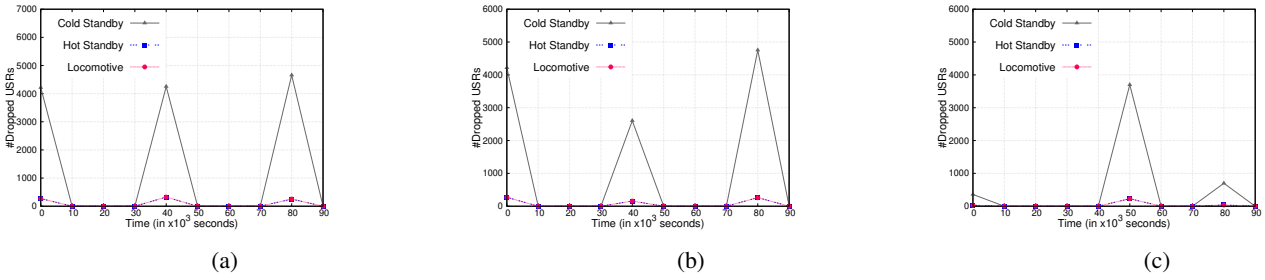 7000
6000
5000
4000
3000
2000
1000
0
#Dropped USRs
Cold Standby
Hot Standby
Locomotive
0 10 20 30 40 50 60 70 80 90
Time (in x10³ seconds)
(a)
6000
5000
4000
3000
2000
1000
0
#Dropped USRs
Cold Standby
Hot Standby
Locomotive
0 10 20 30 40 50 60 70 80 90
Time (in x10³ seconds)
(b)
6000
5000
4000
3000
2000
1000
0
#Dropped USRs
Cold Standby
Hot Standby
Locomotive
0 10 20 30 40 50 60 70 80 90
Time (in x10³ seconds)
(c)